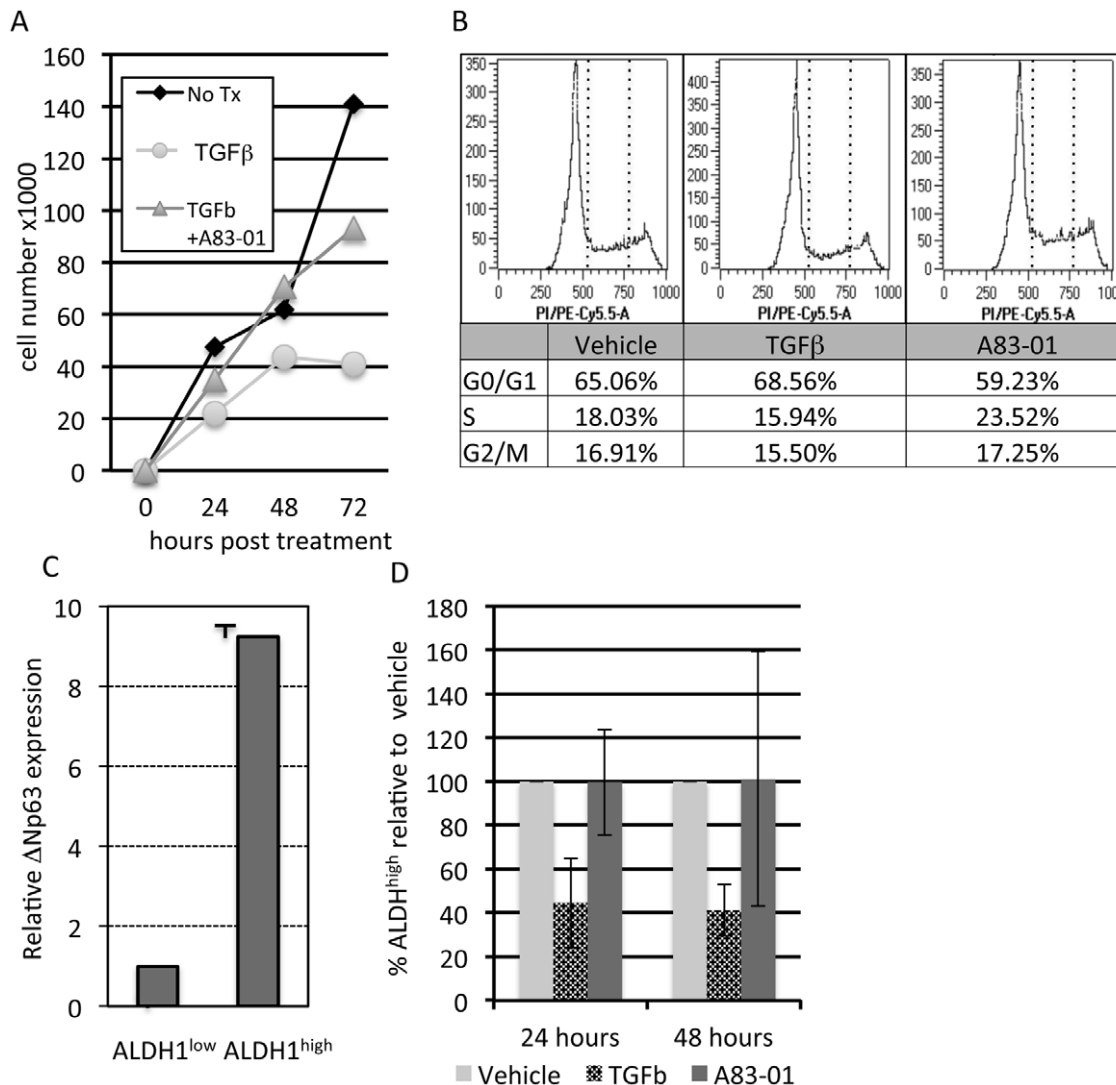 A
160
140
120
100
80
60
40
20
0
cell number x1000
No Tx
TGFβ
TGFb
+A83-01
0 24 48 72
hours post treatment
B
350
300
250
200
150
100
50
0
0 250 500 750 1000
PI/PE-Cy5.5-A
400
350
300
250
200
150
100
50
0
0 250 500 750 1000
PI/PE-Cy5.5-A
350
300
250
200
150
100
50
0
0 250 500 750 1000
PI/PE-Cy5.5-A
Vehicle TGFβ A83-01
G0/G1 65.06% 68.56% 59.23%
S 18.03% 15.94% 23.52%
G2/M 16.91% 15.50% 17.25%
C
10
8
6
4
2
0
Relative ΔNp63 expression
ALDH1low ALDH1high
D
180
160
140
120
100
80
60
40
20
0
% ALDHhigh relative to vehicle
24 hours 48 hours
Vehicle TGFb A83-01